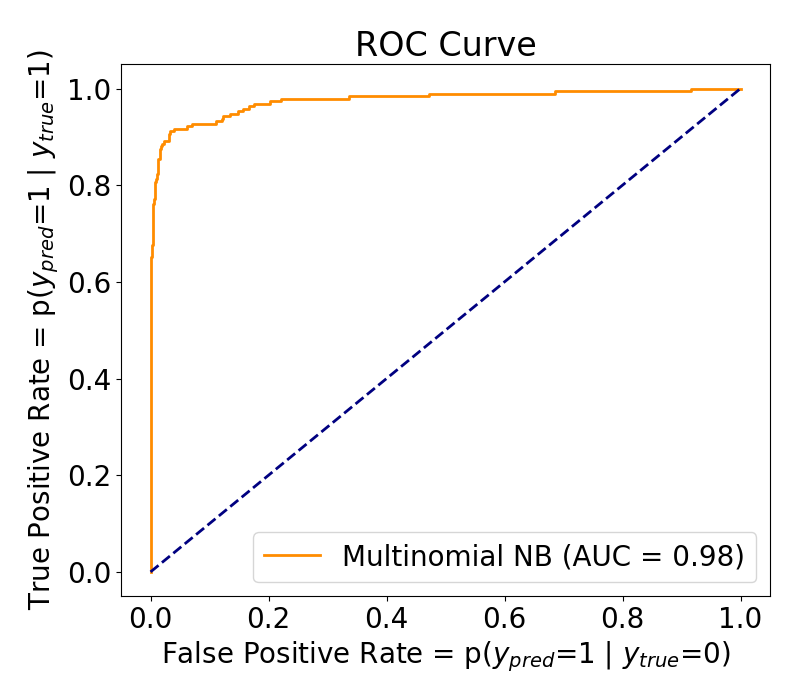 ROC Curve
True Positive Rate = p(y_pred=1 | y_true=1)
1.0
0.8
0.6
0.4
0.2
0.0
Multinomial NB (AUC = 0.98)
0.0 0.2 0.4 0.6 0.8 1.0
False Positive Rate = p(y_pred=1 | y_true=0)